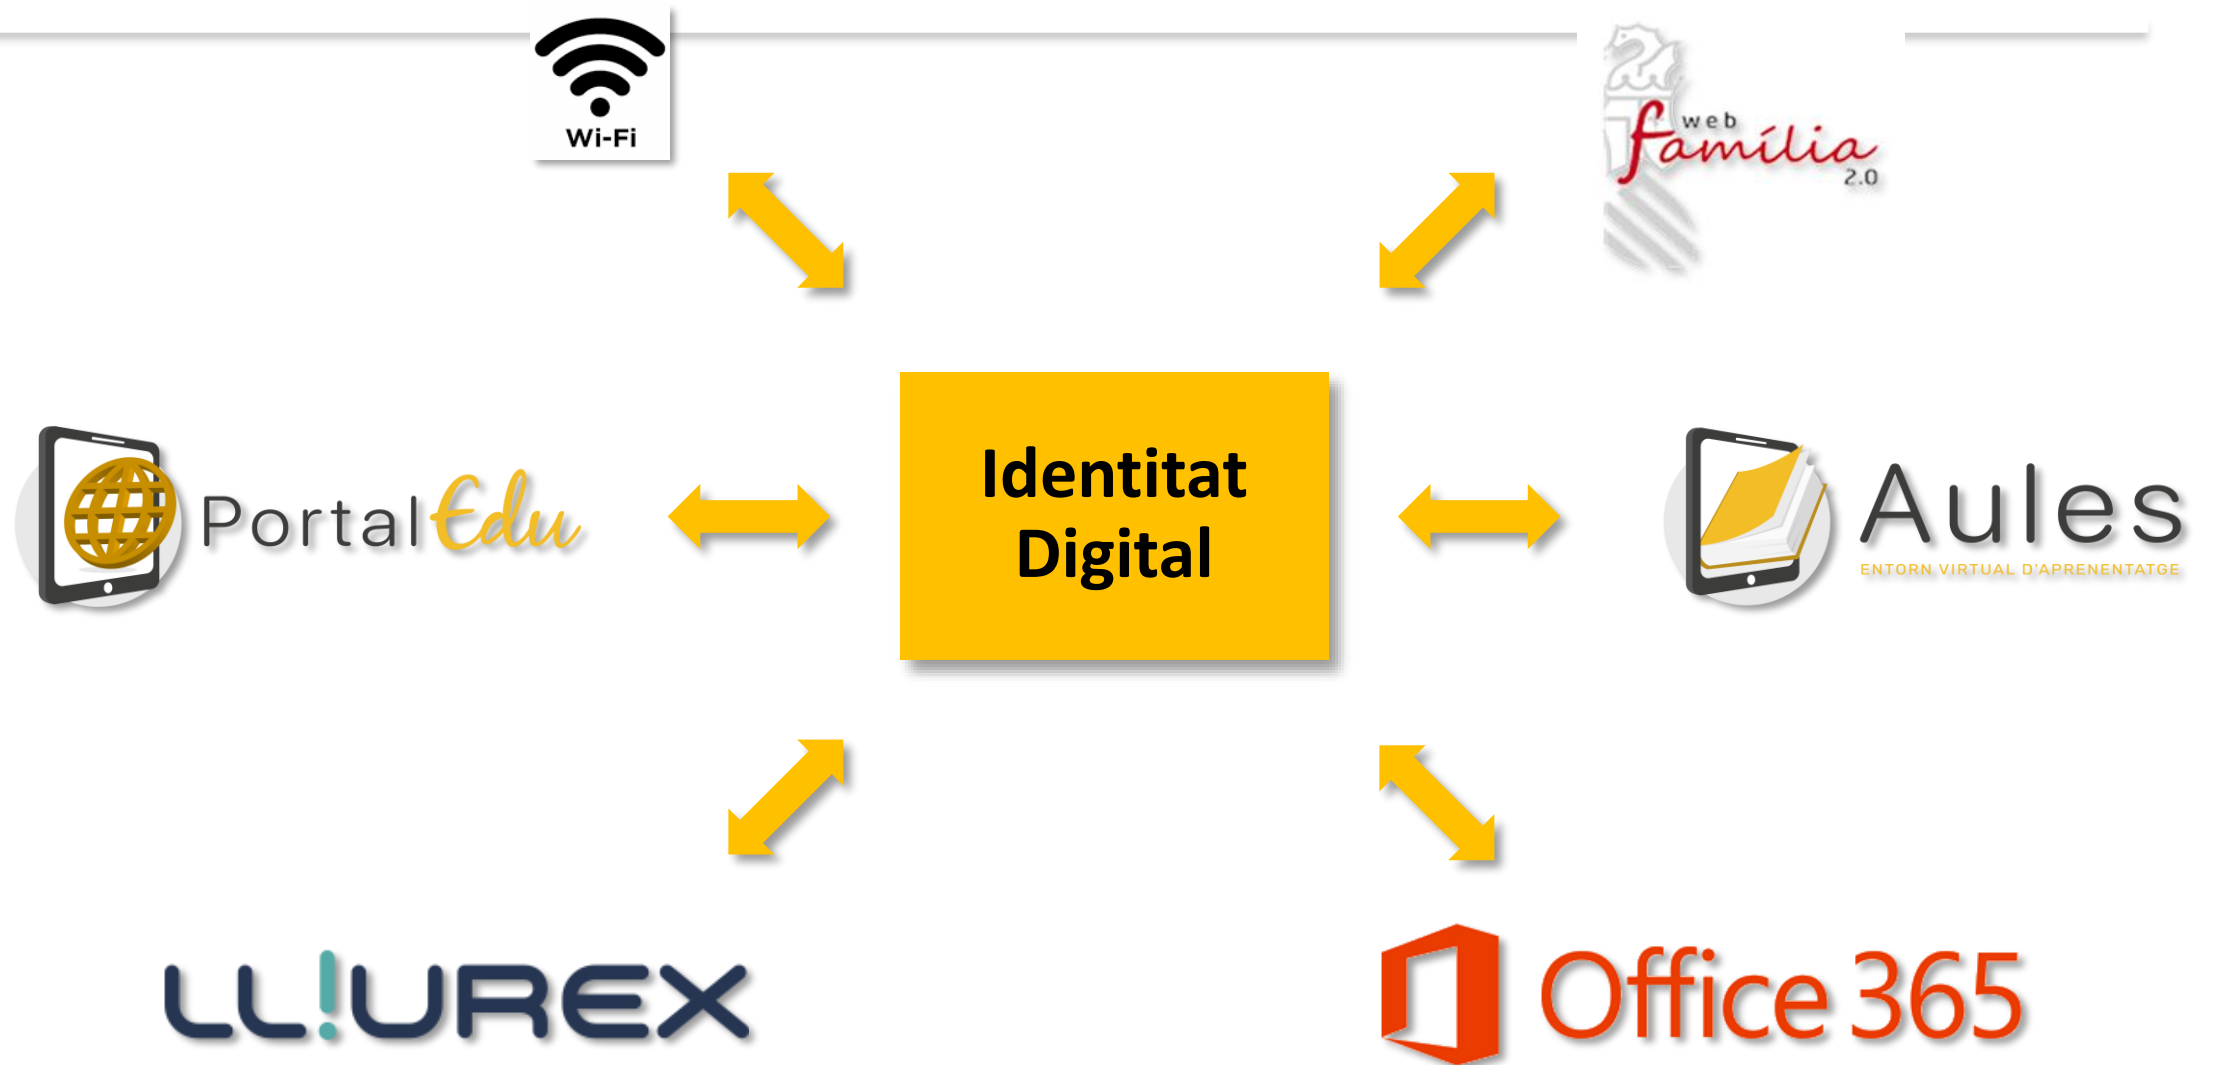 Wi-Fi
web
família
2.0
PortalEdu
Identitat
Digital
Aules
ENTORN VIRTUAL D'APRENENTATGE
LLIUREX
Office 365